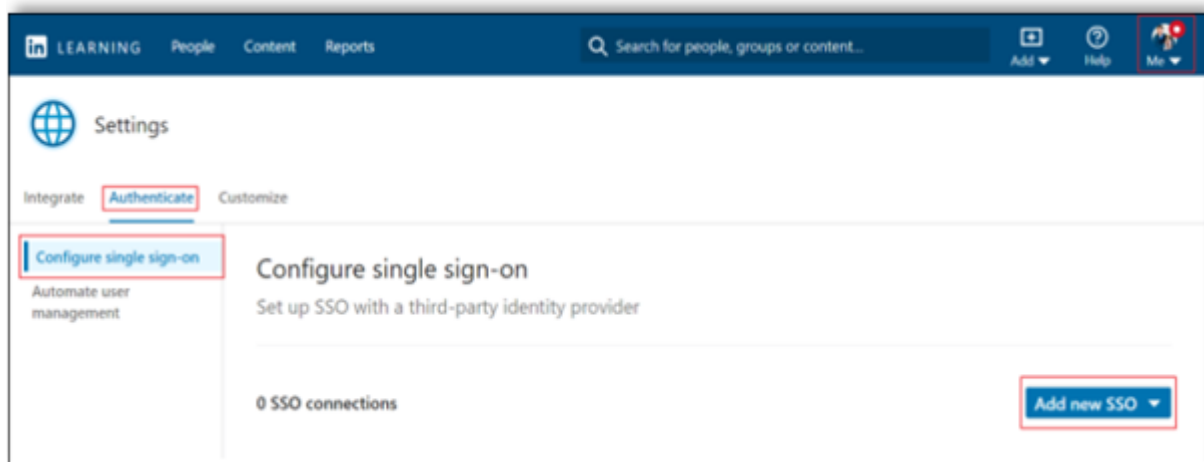 in LEARNING People Content Reports Search for people, groups or content... Add Help Me
Settings
Integrate Authenticate Customize
Configure single sign-on
Automate user
management
Configure single sign-on
Set up SSO with a third-party identity provider
0 SSO connections Add new SSO